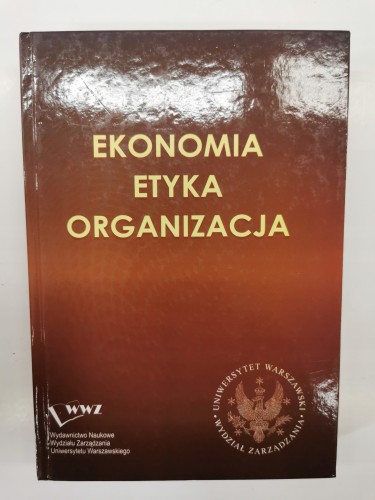 EKONOMIA
ETYKA
ORGANIZACJA
WWZ
Wydawnictwo Naukowe
Wydziału Zarządzania
Uniwersytetu Warszawskiego
UNIWERSYTET WARSZAWSKI
WYDZIAŁ ZARZĄDZANIA